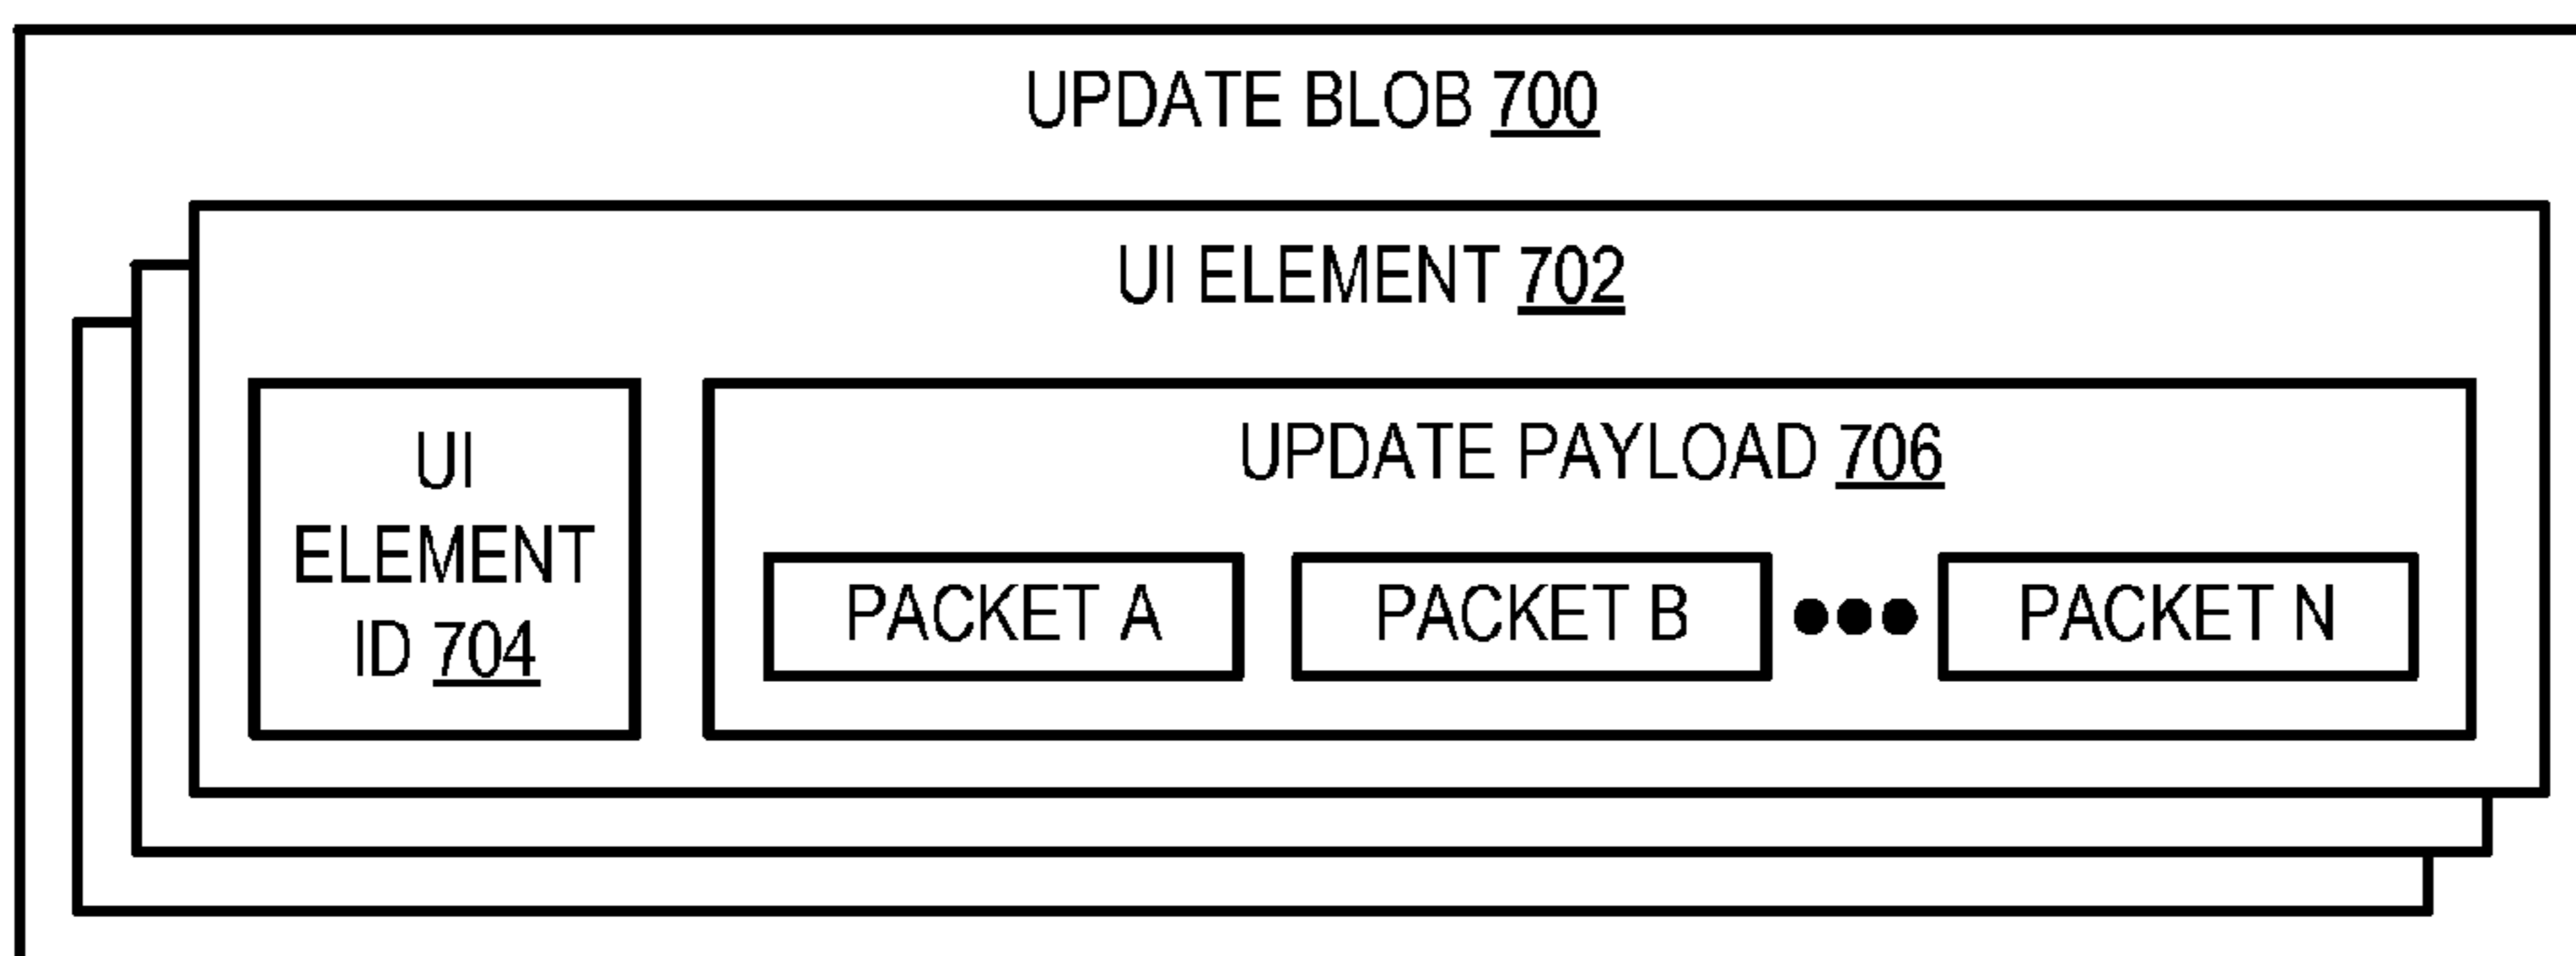 UPDATE BLOB 700
UI ELEMENT 702
UI
ELEMENT
ID 704
UPDATE PAYLOAD 706
PACKET A PACKET B ●●● PACKET N